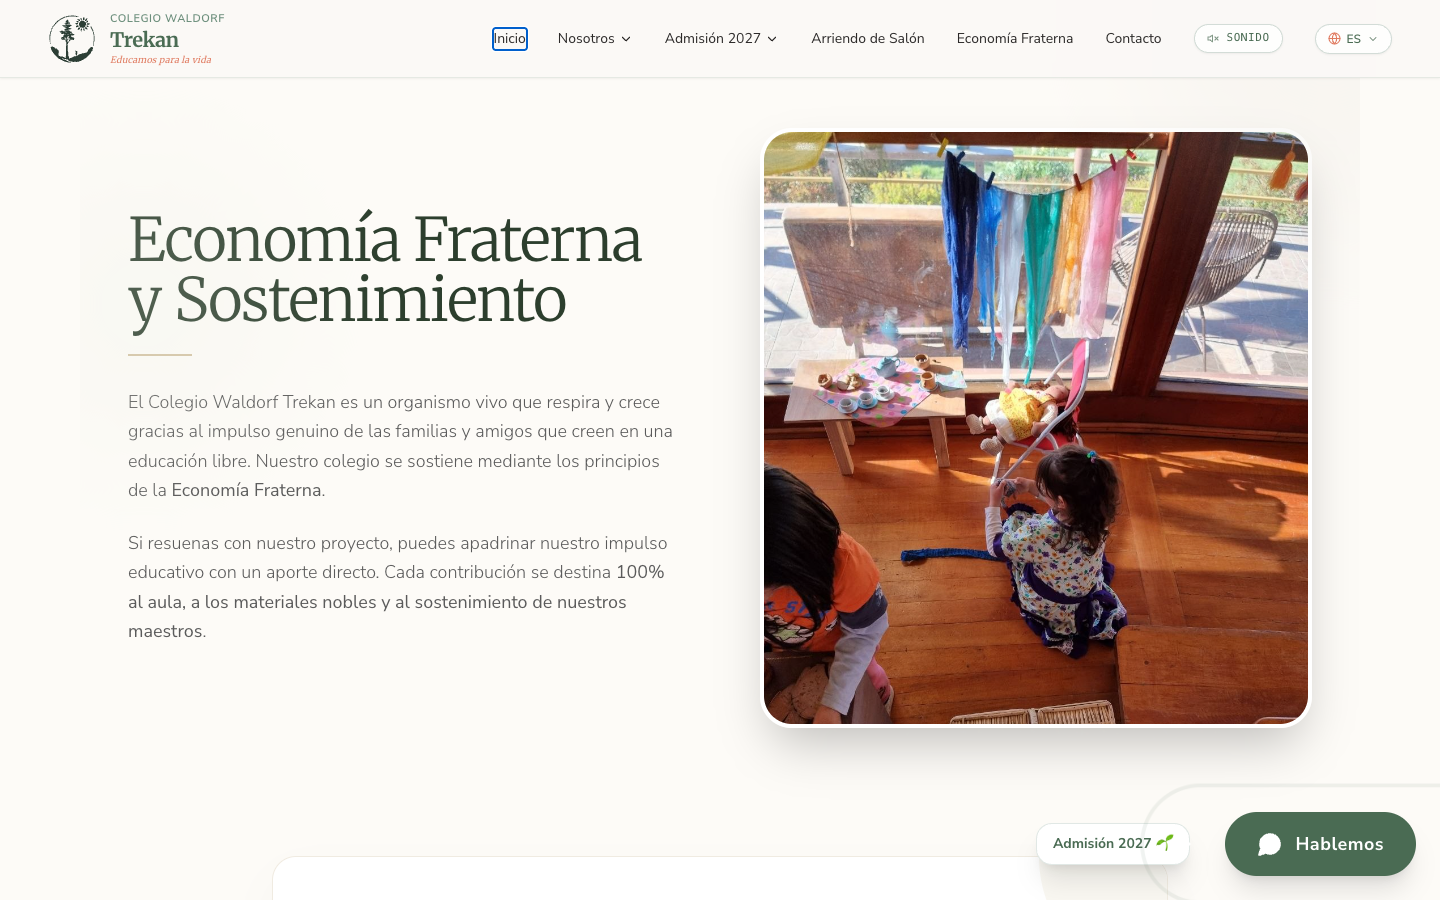 COLEGIO WALDORF
Trekan
Educamos para la vida
Inicio
Nosotros
Admisión 2027
Arriendo de Salón
Economía Fraterna
Contacto
SONIDO
ES
Economía Fraterna
y Sostenimiento
El Colegio Waldorf Trekan es un organismo vivo que respira y crece
gracias al impulso genuino de las familias y amigos que creen en una
educación libre. Nuestro colegio se sostiene mediante los principios
de la Economía Fraterna.
Si resuenas con nuestro proyecto, puedes apadrinar nuestro impulso
educativo con un aporte directo. Cada contribución se destina 100%
al aula, a los materiales nobles y al sostenimiento de nuestros
maestros.
Admisión 2027
Hablemos